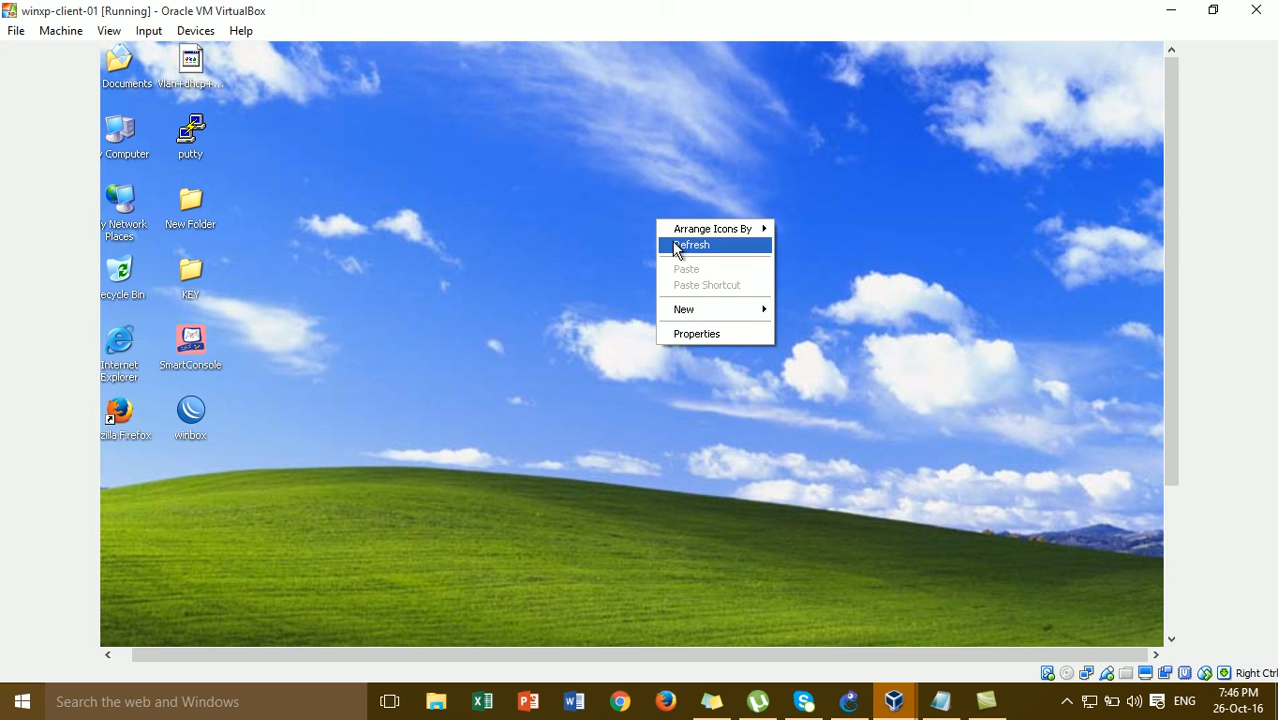 winxp-client-01 [Running] - Oracle VM VirtualBox
File Machine View Input Devices Help
Documents
Vlan+dhcp+...
y Computer
putty
y Network
Places
New Folder
ecycle Bin
KEY
Internet
Explorer
SmartConsole
zilla Firefox
winbox
Arrange Icons By
Refresh
Paste
Paste Shortcut
New
Properties
Right Ctrl
Search the web and Windows
ENG
7:46 PM
26-Oct-16